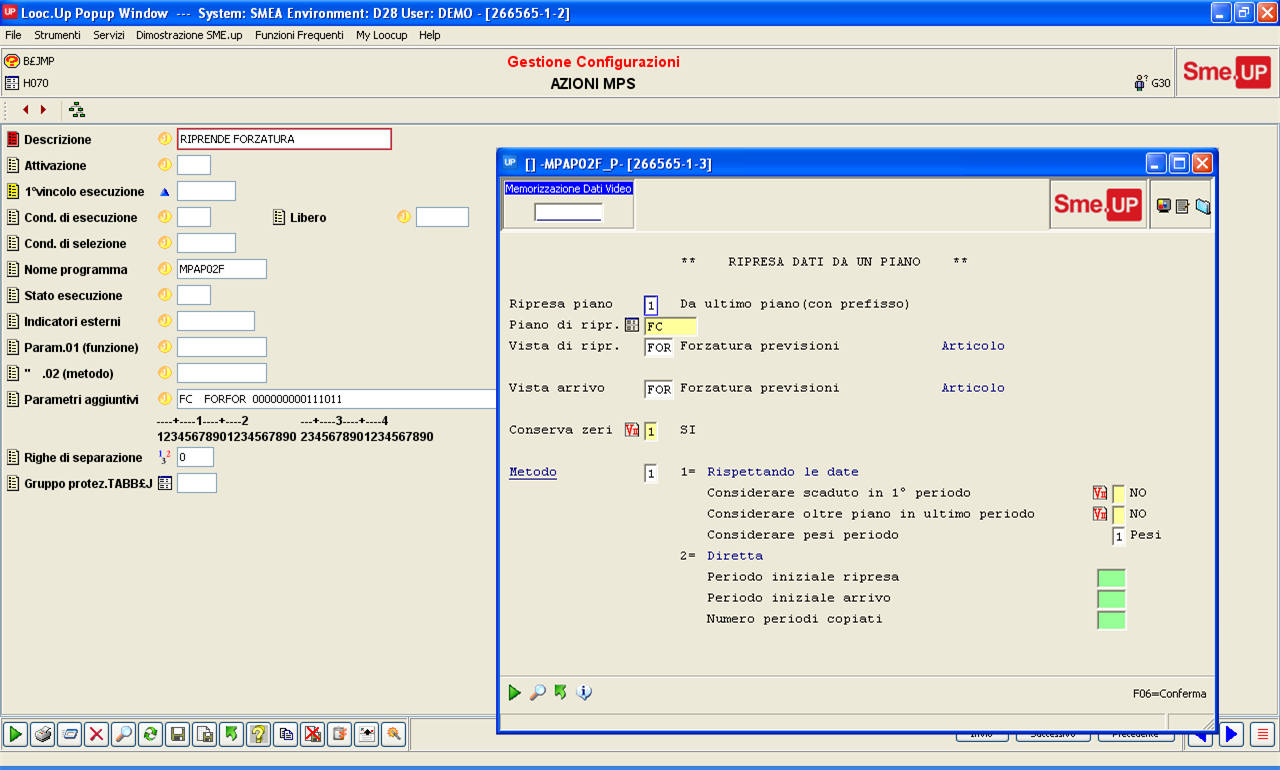 UP Looc.Up Popup Window --- System: SMEA Environment: D28 User: DEMO - [266565-1-2]
File Strumenti Servizi Dimostrazione SME.up Funzioni Frequenti My Loocup Help
B£JMP
Gestione Configurazioni
H070
AZIONI MPS
G30
Sme.UP
Descrizione RIPRENDE FORZATURA
Attivazione
1°vincolo esecuzione
Cond. di esecuzione Libero
Cond. di selezione
Nome programma MPAP02F
Stato esecuzione
Indicatori esterni
Param.01 (funzione)
" .02 (metodo)
Parametri aggiuntivi FC FORFOR 000000000111011
----+----1----+----2 ---+----3----+----4
12345678901234567890 2345678901234567890
Righe di separazione 0
Gruppo protez.TABB£J
UP [] -MPAP02F_P- [266565-1-3]
Memorizzazione Dati Video
Sme.UP
** RIPRESA DATI DA UN PIANO **
Ripresa piano 1 Da ultimo piano(con prefisso)
Piano di ripr. FC
Vista di ripr. FOR Forzatura previsioni Articolo
Vista arrivo FOR Forzatura previsioni Articolo
Conserva zeri 1 SI
Metodo 1 1= Rispettando le date
Considerare scaduto in 1° periodo NO
Considerare oltre piano in ultimo periodo NO
Considerare pesi periodo 1 Pesi
2= Diretta
Periodo iniziale ripresa
Periodo iniziale arrivo
Numero periodi copiati
F06=Conferma
Invio Successivo Precedente